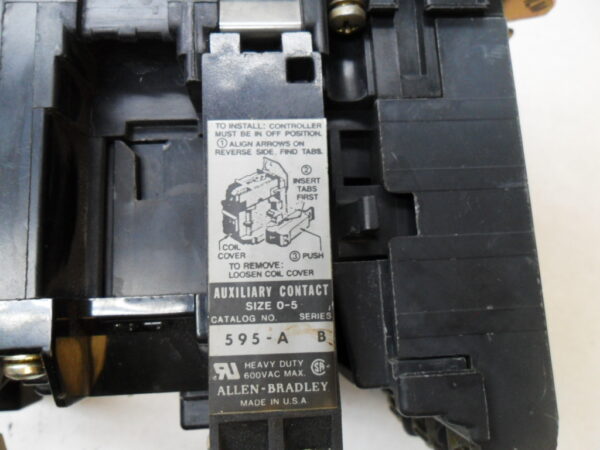 TO INSTALL: CONTROLLER
MUST BE IN OFF POSITION.
① ALIGN ARROWS ON
REVERSE SIDE. FIND TABS.
②
INSERT
TABS
FIRST
COIL
COVER
③ PUSH
TO REMOVE:
LOOSEN COIL COVER
AUXILIARY CONTACT
SIZE 0-5
CATALOG NO. SERIES
595-A B
HEAVY DUTY
600VAC MAX.
ALLEN-BRADLEY
MADE IN U.S.A